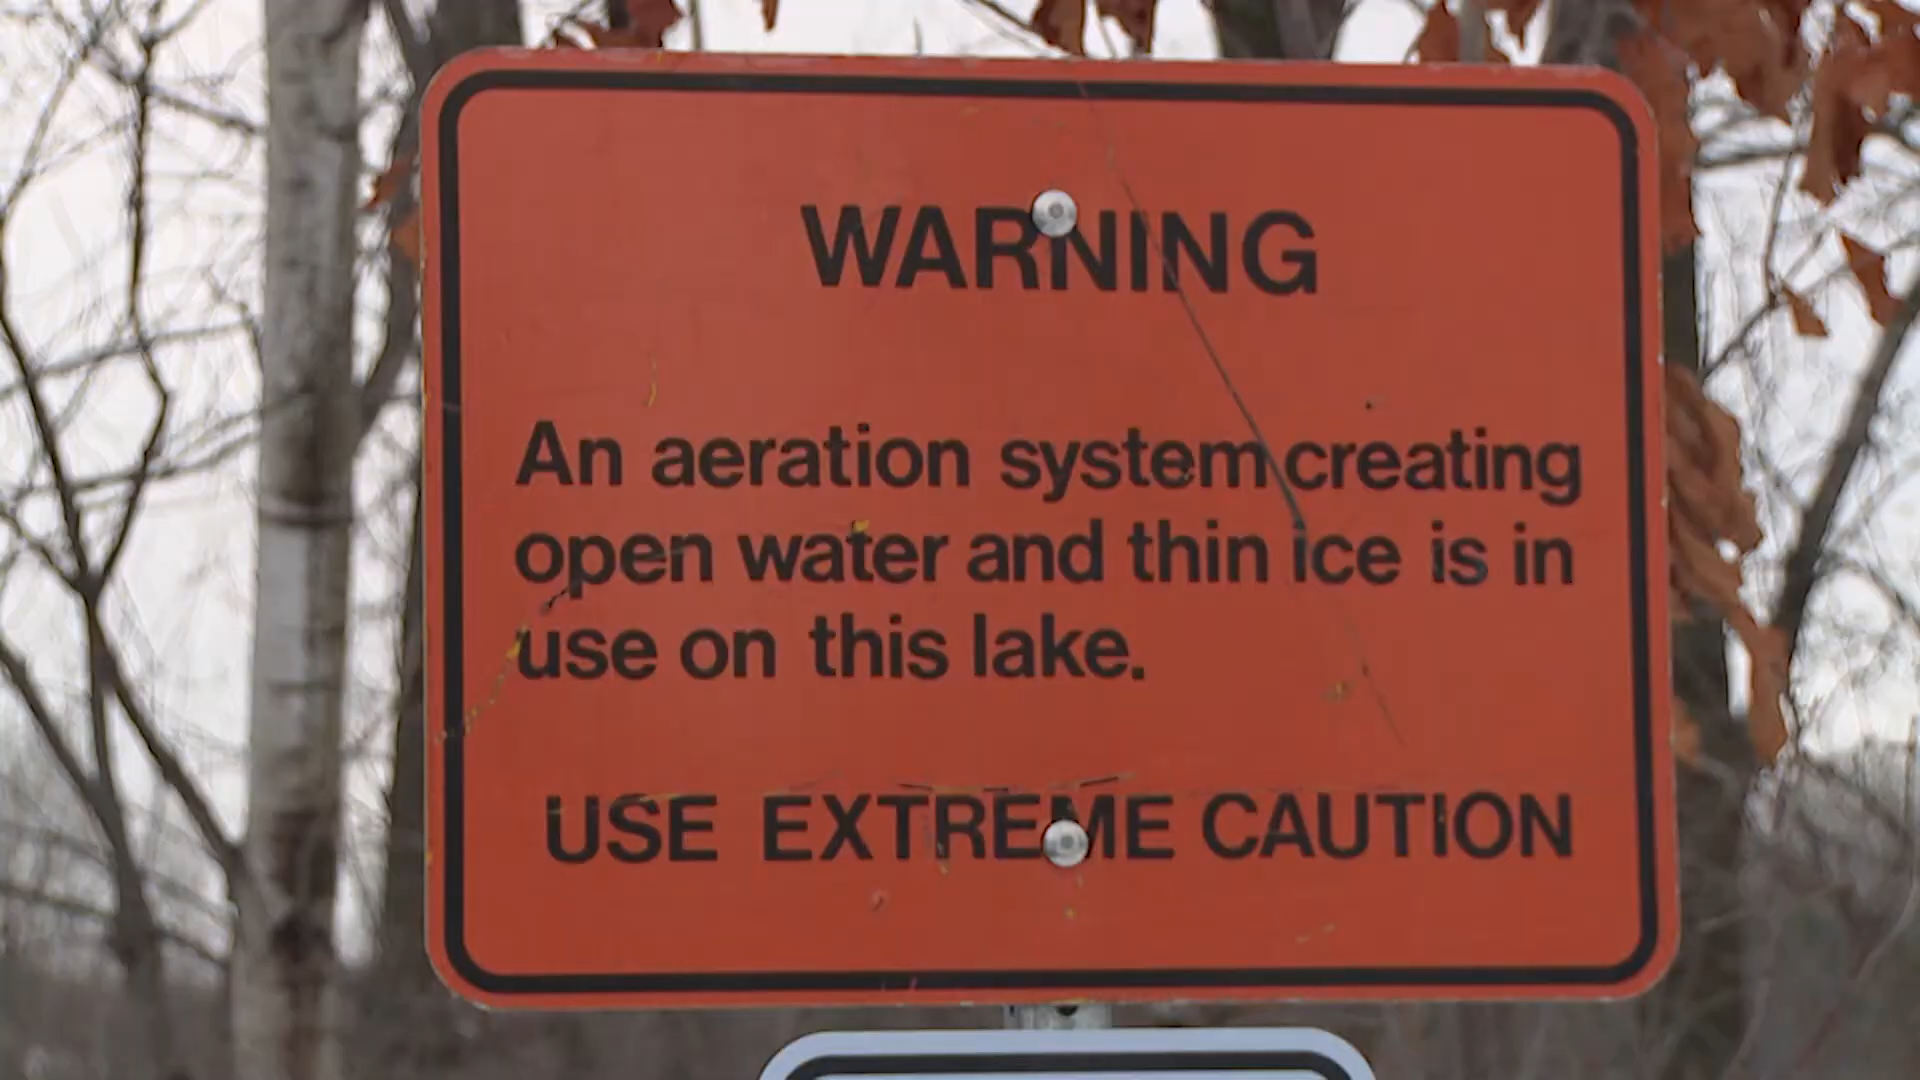 WARNING
An aeration system creating
open water and thin ice is in
use on this lake.
USE EXTREME CAUTION